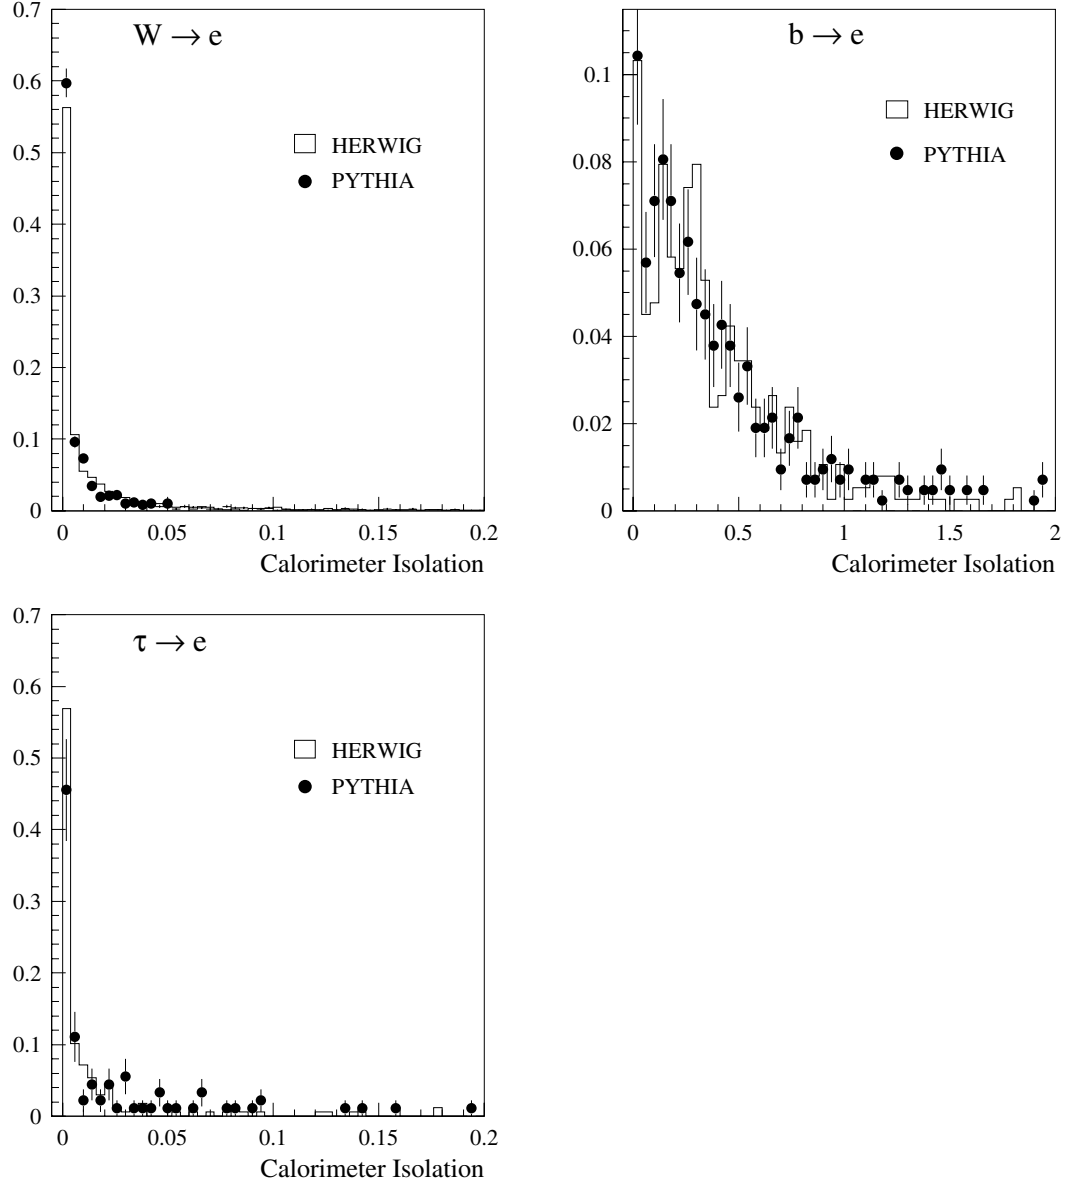 W → e
0.7
0.6
0.5
0.4
0.3
0.2
0.1
0
HERWIG
PYTHIA
0 0.05 0.1 0.15 0.2
Calorimeter Isolation
b → e
0.1
0.08
0.06
0.04
0.02
0
HERWIG
PYTHIA
0 0.5 1 1.5 2
Calorimeter Isolation
τ → e
0.7
0.6
0.5
0.4
0.3
0.2
0.1
0
HERWIG
PYTHIA
0 0.05 0.1 0.15 0.2
Calorimeter Isolation